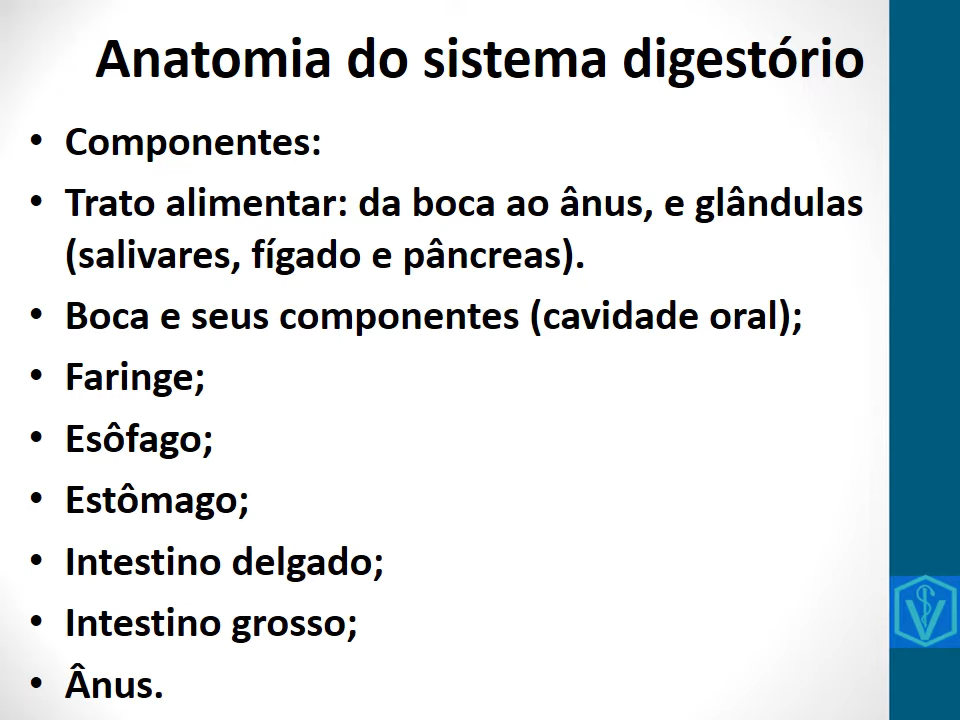 Anatomia do sistema digestório
• Componentes:
• Trato alimentar: da boca ao ânus, e glândulas
(salivares, fígado e pâncreas).
• Boca e seus componentes (cavidade oral);
• Faringe;
• Esôfago;
• Estômago;
• Intestino delgado;
• Intestino grosso;
• Ânus.
V